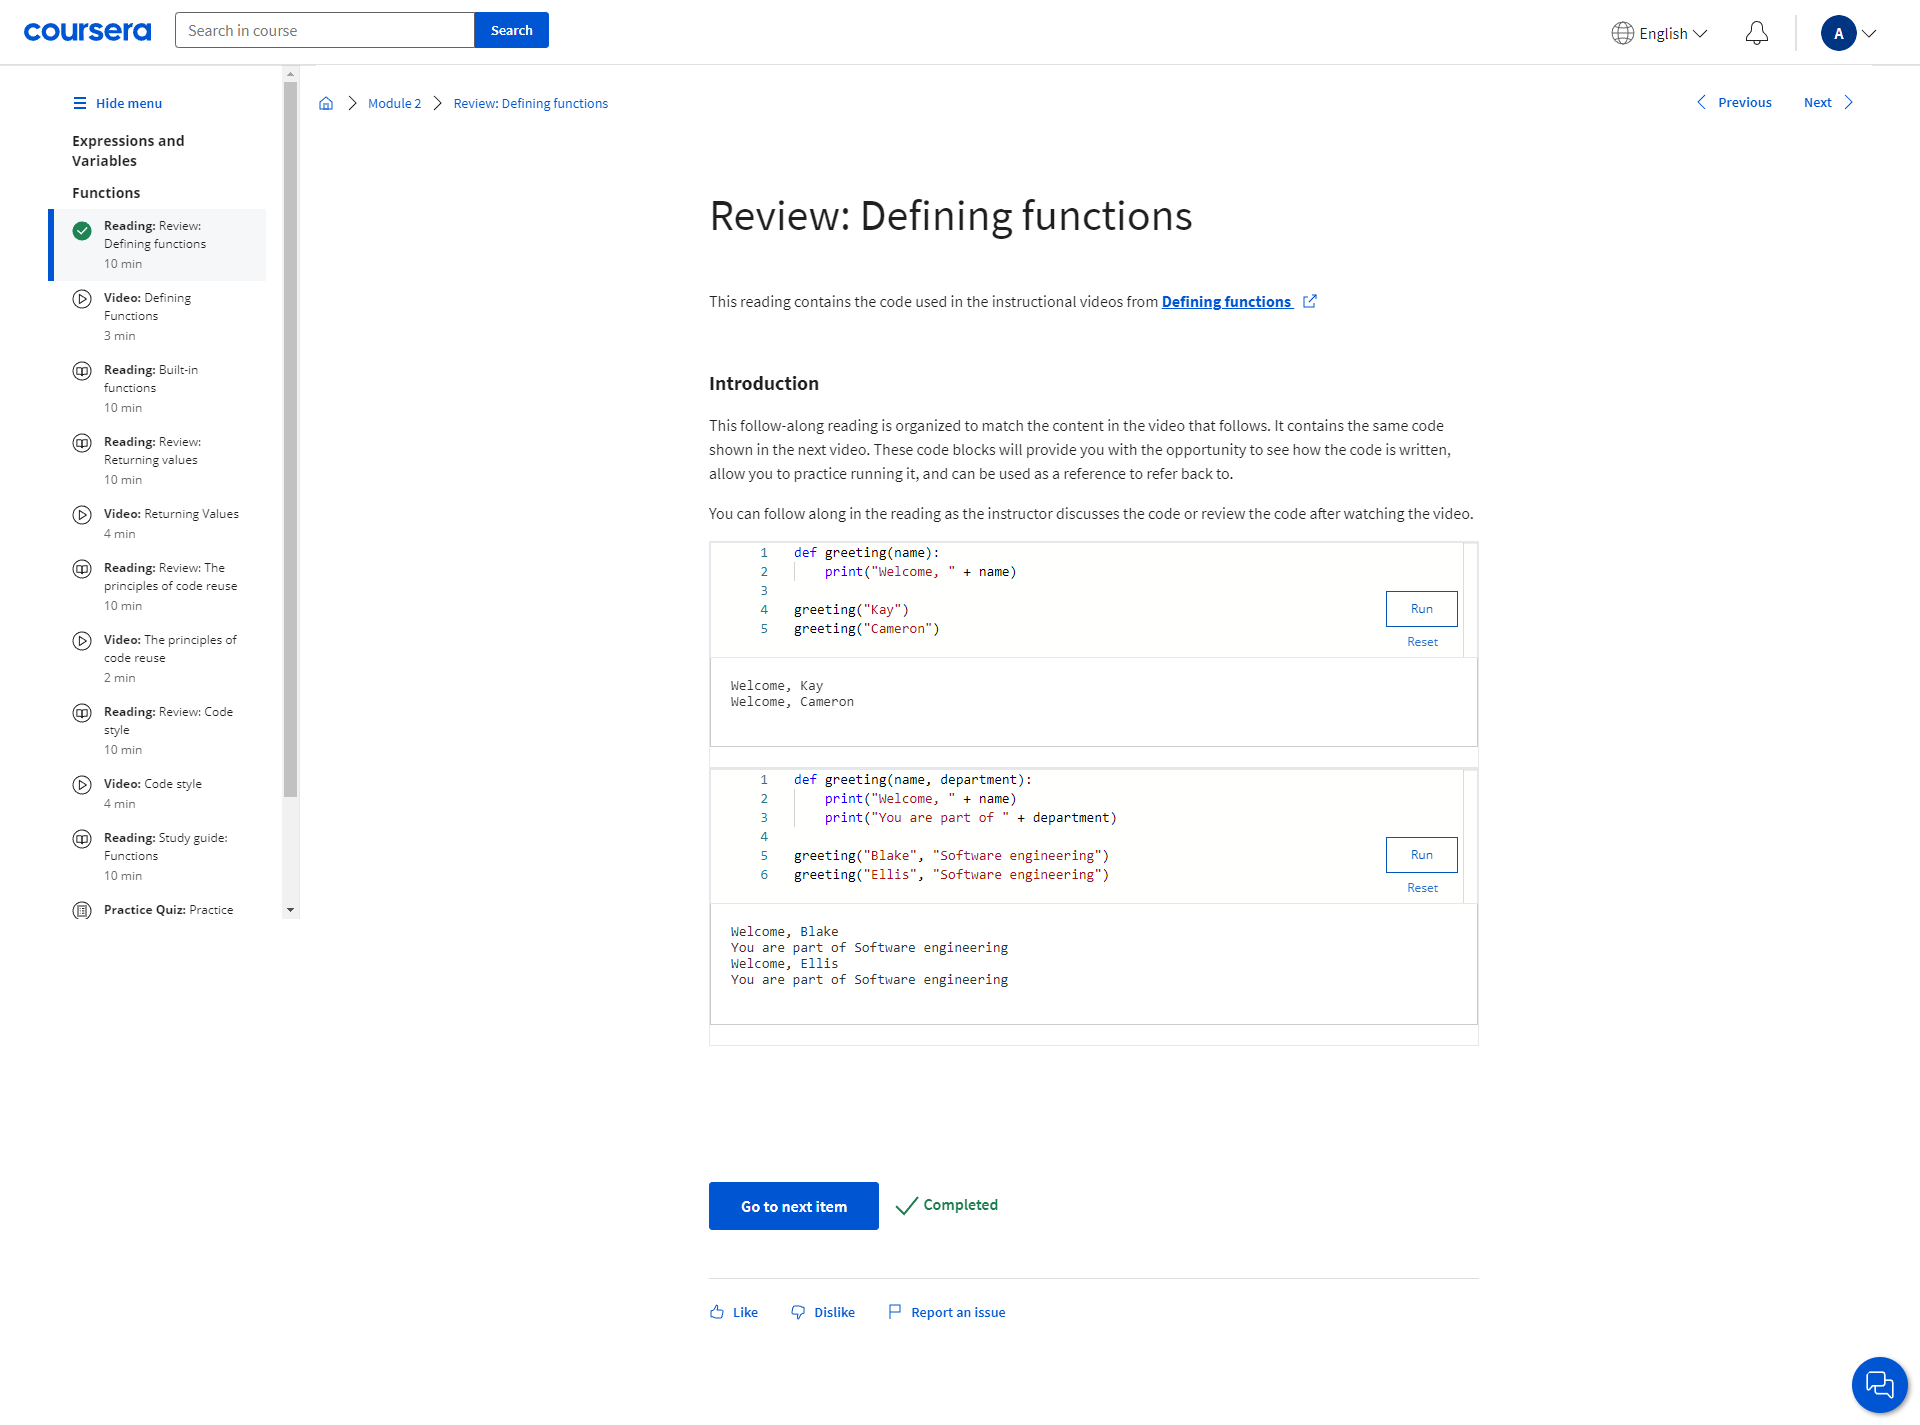 coursera
Search in course
Search
English
A
Hide menu
Expressions and
Variables
Functions
Reading: Review:
Defining functions
10 min
Video: Defining
Functions
3 min
Reading: Built-in
functions
10 min
Reading: Review:
Returning values
10 min
Video: Returning Values
4 min
Reading: Review: The
principles of code reuse
10 min
Video: The principles of
code reuse
2 min
Reading: Review: Code
style
10 min
Video: Code style
4 min
Reading: Study guide:
Functions
10 min
Practice Quiz: Practice
Module 2
Review: Defining functions
Previous
Next
Review: Defining functions
This reading contains the code used in the instructional videos from Defining functions
Introduction
This follow-along reading is organized to match the content in the video that follows. It contains the same code
shown in the next video. These code blocks will provide you with the opportunity to see how the code is written,
allow you to practice running it, and can be used as a reference to refer back to.
You can follow along in the reading as the instructor discusses the code or review the code after watching the video.
1 def greeting(name):
2     print("Welcome, " + name)
3
4 greeting("Kay")
5 greeting("Cameron")
Run
Reset
Welcome, Kay
Welcome, Cameron
1 def greeting(name, department):
2     print("Welcome, " + name)
3     print("You are part of " + department)
4
5 greeting("Blake", "Software engineering")
6 greeting("Ellis", "Software engineering")
Run
Reset
Welcome, Blake
You are part of Software engineering
Welcome, Ellis
You are part of Software engineering
Go to next item
Completed
Like
Dislike
Report an issue